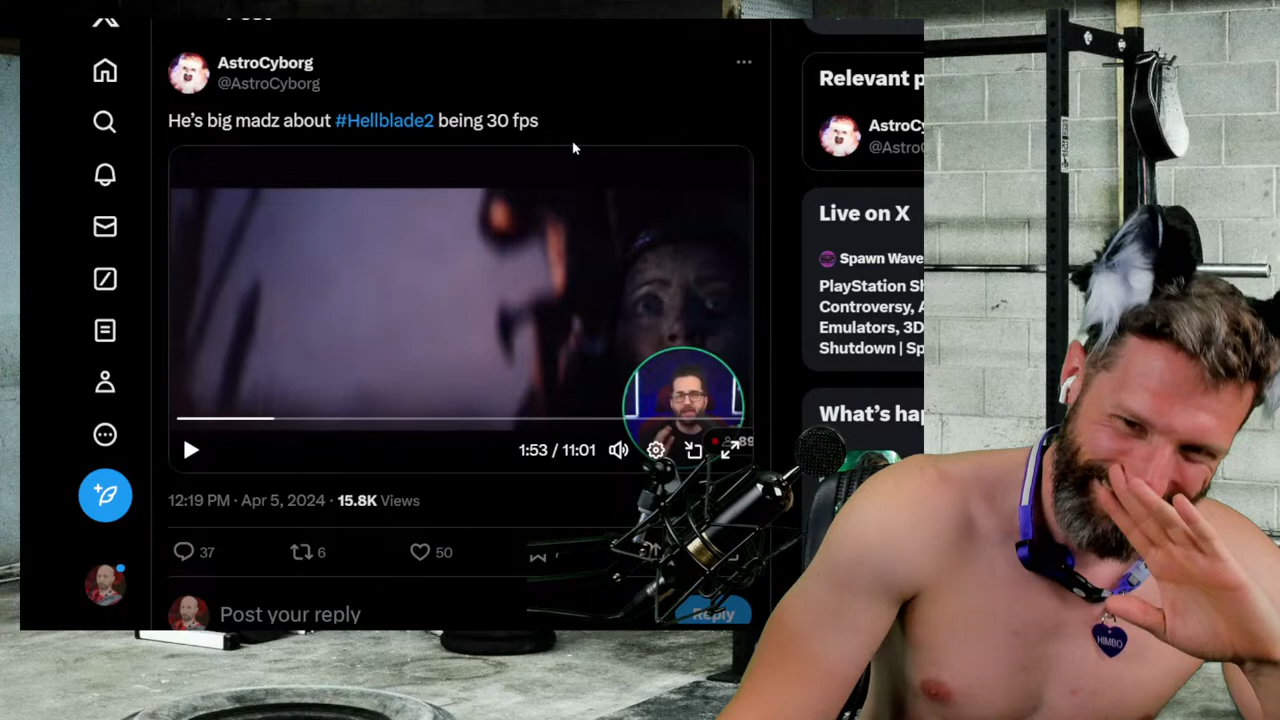 AstroCyborg
@AstroCyborg
He's big madz about #Hellblade2 being 30 fps
1:53 / 11:01
89
12:19 PM · Apr 5, 2024 · 15.8K Views
37
6
50
Post your reply
Reply
Relevant p
AstroCy
@AstroC
Live on X
Spawn Wave
PlayStation Sh
Controversy, A
Emulators, 3D
Shutdown | Sp
What's hap
HIMBO